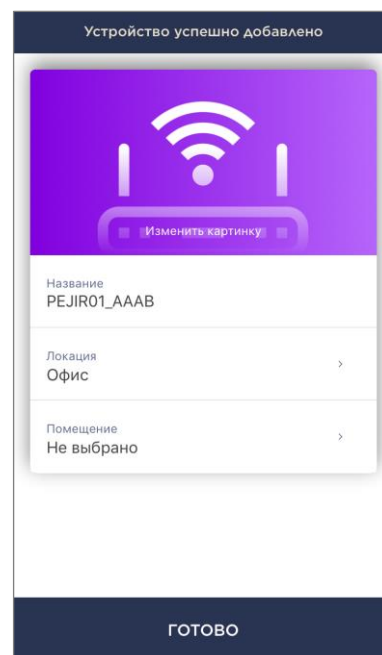 Устройство успешно добавлено
Изменить картинку
Название
PEJIR01_AAAB
Локация
Офис
Помещение
Не выбрано
ГОТОВО